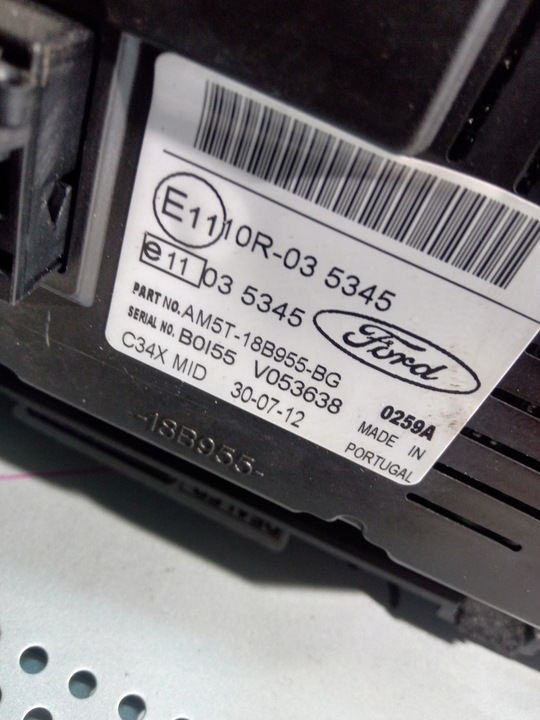 E11 10R-03 5345
e11 03 5345
Ford
PART NO. AM5T-18B955-BG
SERIAL NO. B0I55 V053638
C34X MID 30-07-12
0259A
MADE IN
PORTUGAL
-18B955-